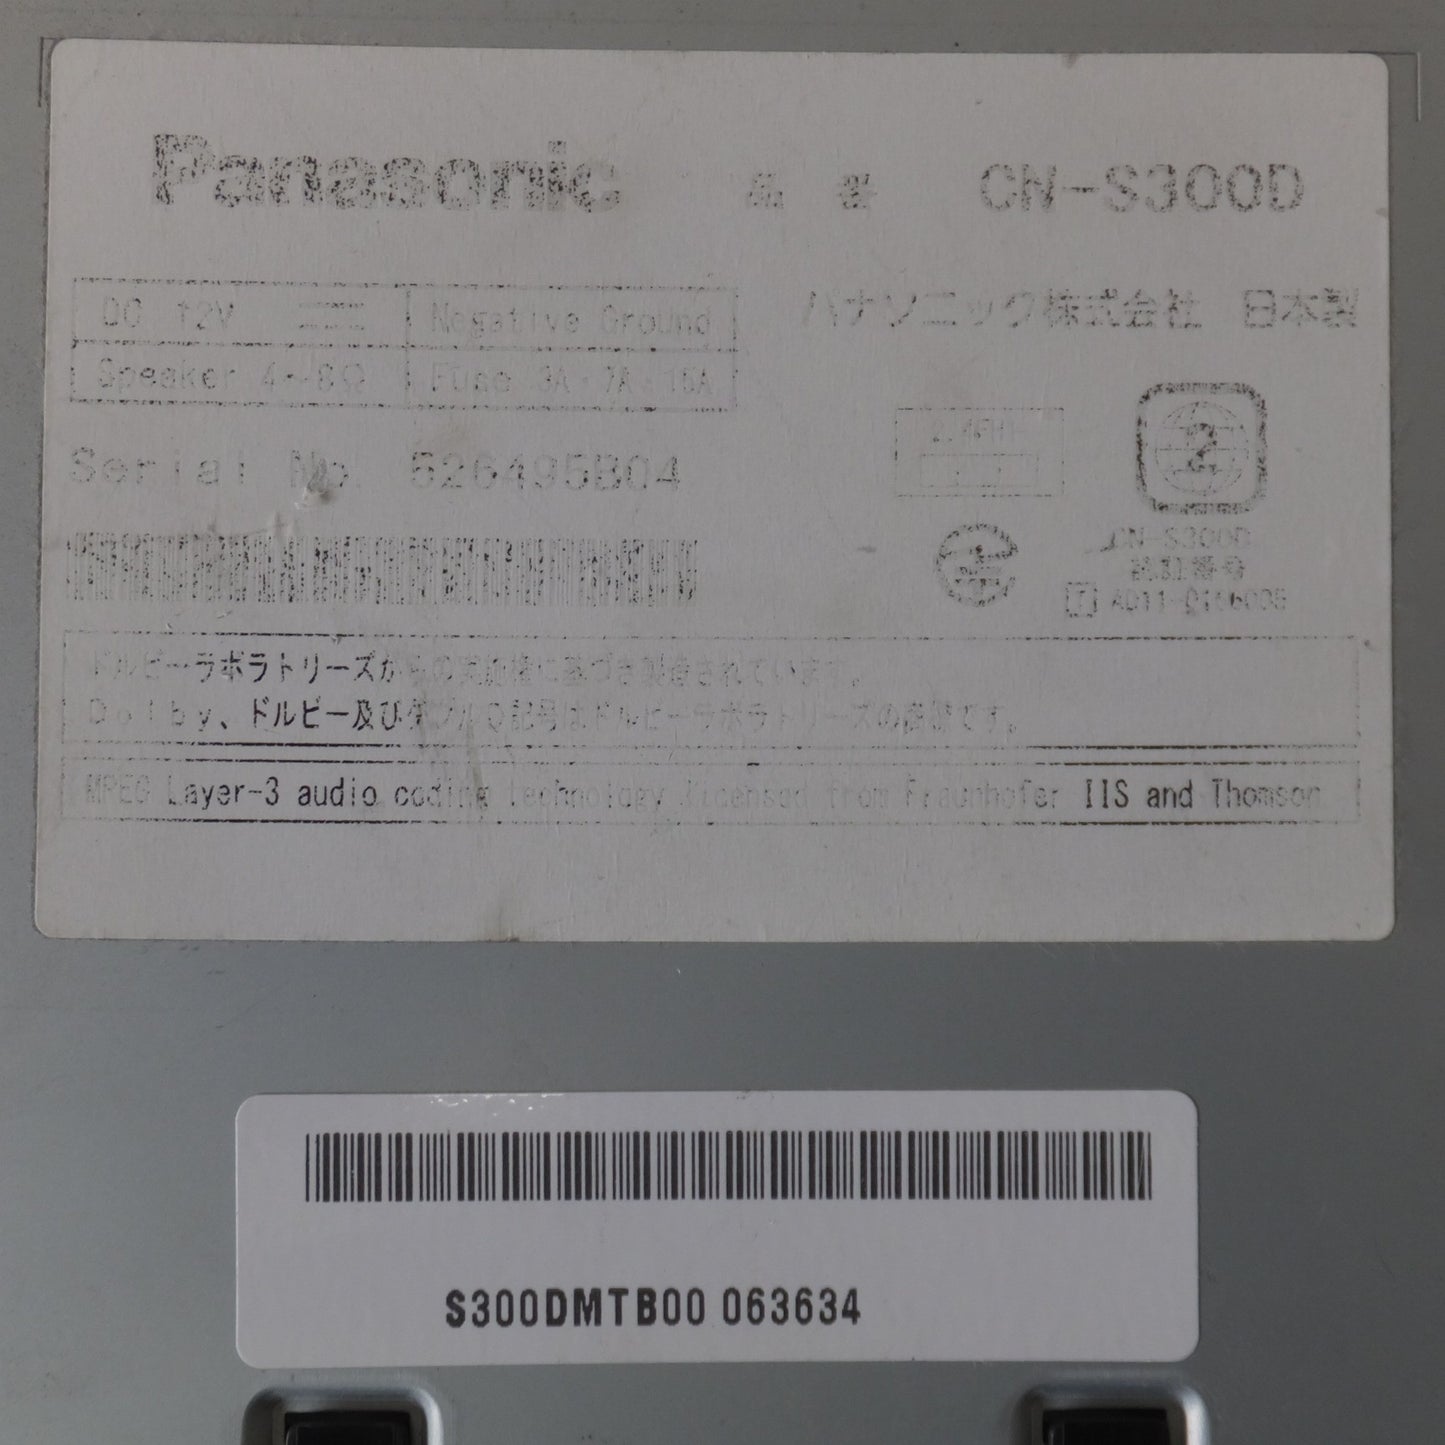 Panasonic 品番 CN-S300D
DC 12V Negative Ground
パナソニック株式会社 日本製
Speaker 4~8Ω Fuse 3A・7A・15A
2.4FH1
2
Serial No. 626495B04
CN-S300D
認証番号
T
ドルビーラボラトリーズからの実施権に基づき製造されています。
Dolby、ドルビー及びダブルD記号はドルビーラボラトリーズの商標です。
MPEG Layer-3 audio coding technology licensed from Fraunhofer IIS and Thomson
S300DMTB00 063634